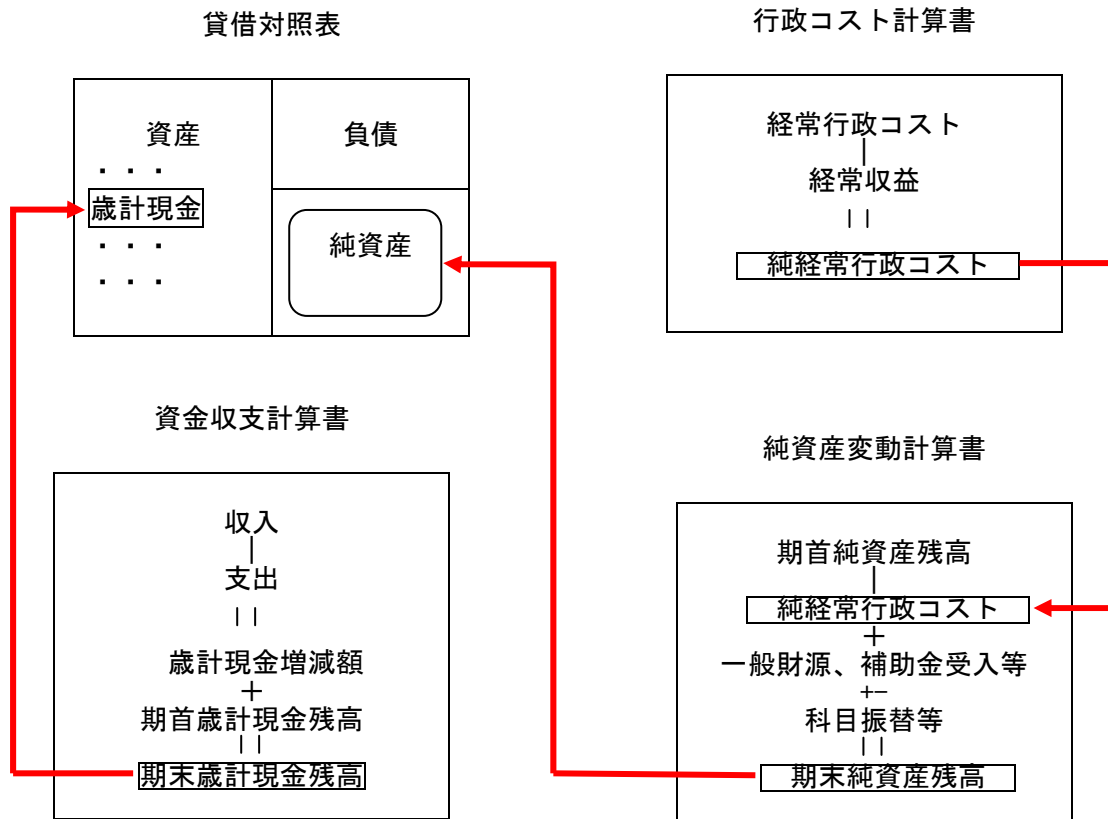 貸借対照表
資産
・・・
歳計現金
・・・
・・・
負債
純資産
行政コスト計算書
経常行政コスト
|
経常収益
||
純経常行政コスト
資金収支計算書
収入
|
支出
||
歳計現金増減額
＋
期首歳計現金残高
||
期末歳計現金残高
純資産変動計算書
期首純資産残高
|
純経常行政コスト
＋
一般財源、補助金受入等
+−
科目振替等
||
期末純資産残高